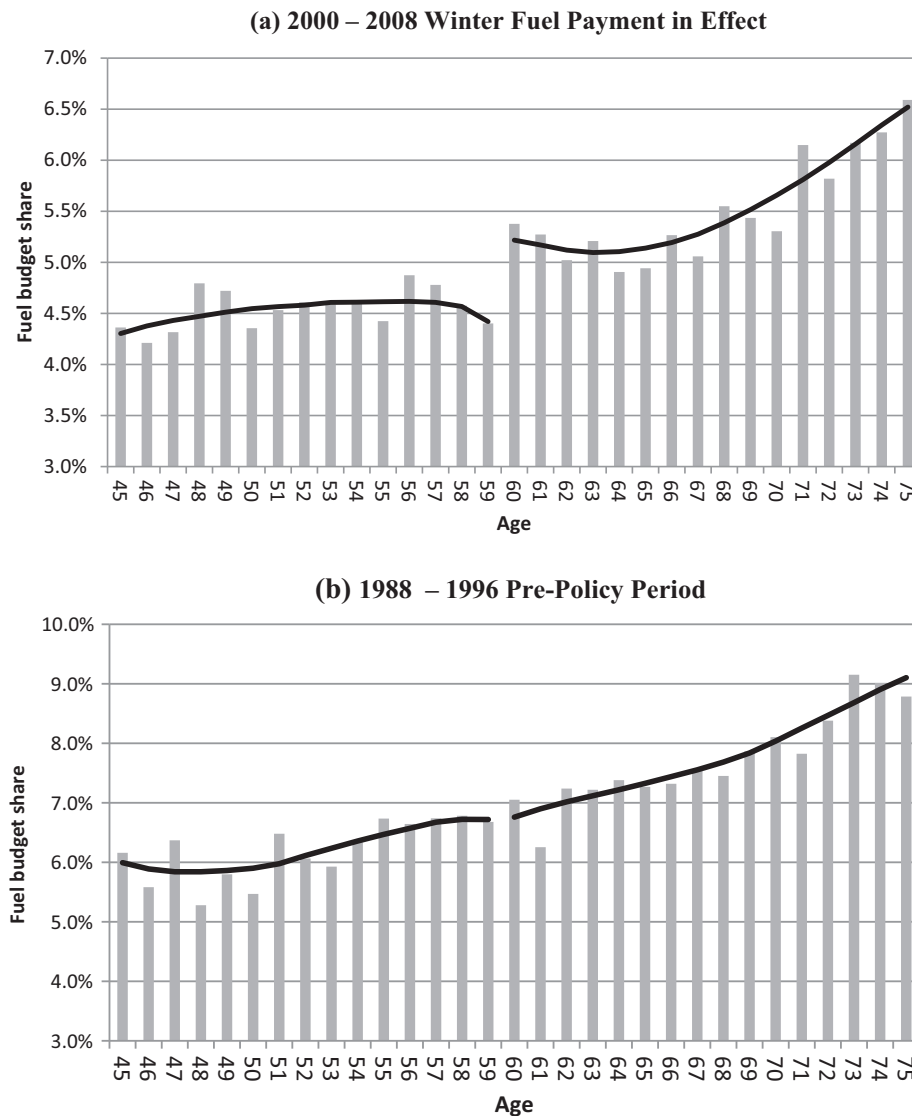 (a) 2000 – 2008 Winter Fuel Payment in Effect
7.0%
6.5%
6.0%
5.5%
5.0%
4.5%
4.0%
3.5%
3.0%
Fuel budget share
45 46 47 48 49 50 51 52 53 54 55 56 57 58 59 60 61 62 63 64 65 66 67 68 69 70 71 72 73 74 75
Age
(b) 1988 – 1996 Pre-Policy Period
10.0%
9.0%
8.0%
7.0%
6.0%
5.0%
4.0%
3.0%
Fuel budget share
45 46 47 48 49 50 51 52 53 54 55 56 57 58 59 60 61 62 63 64 65 66 67 68 69 70 71 72 73 74 75
Age